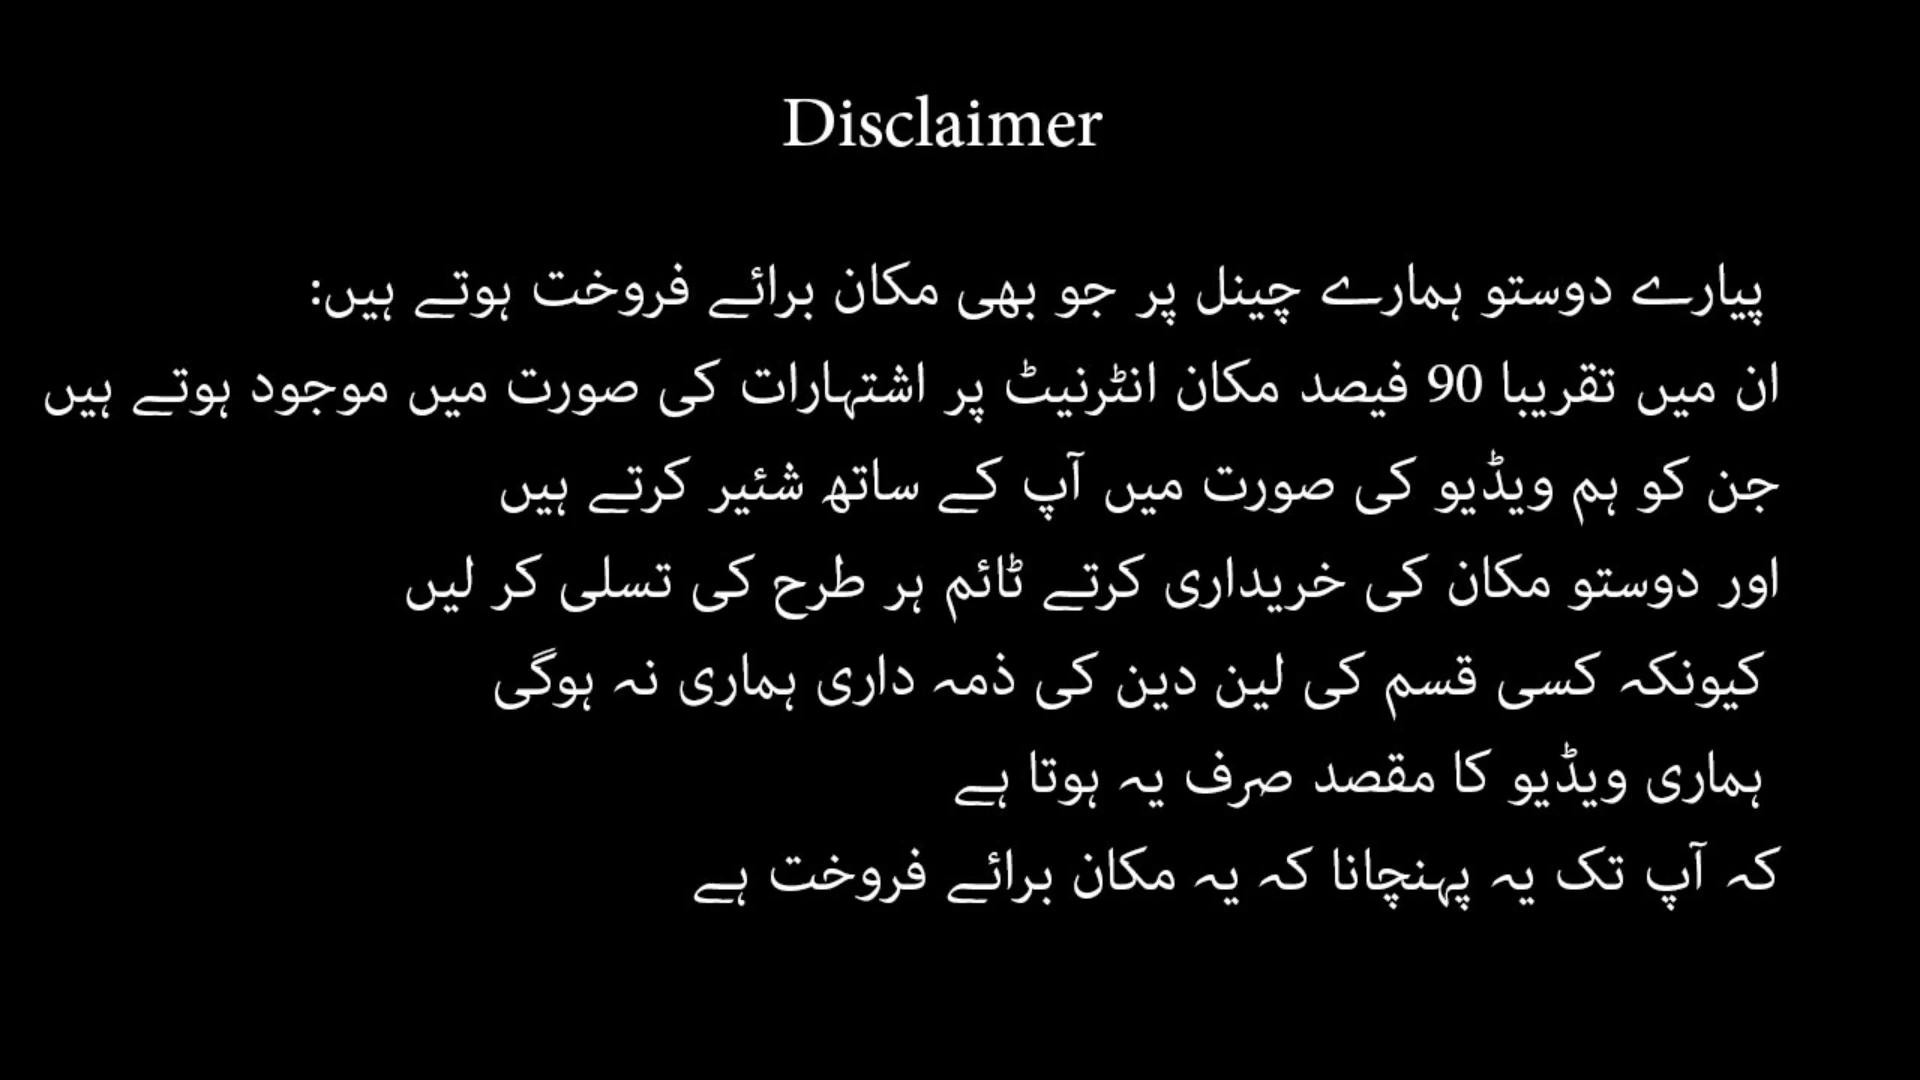 Disclaimer
پیارے دوستو ہمارے چینل پر جو بھی مکان برائے فروخت ہوتے ہیں:
ان میں تقریبا 90 فیصد مکان انٹرنیٹ پر اشتہارات کی صورت میں موجود ہوتے ہیں
جن کو ہم ویڈیو کی صورت میں آپ کے ساتھ شئیر کرتے ہیں
اور دوستو مکان کی خریداری کرتے ٹائم ہر طرح کی تسلی کر لیں
کیونکہ کسی قسم کی لین دین کی ذمہ داری ہماری نہ ہوگی
ہماری ویڈیو کا مقصد صرف یہ ہوتا ہے
کہ آپ تک یہ پہنچانا کہ یہ مکان برائے فروخت ہے